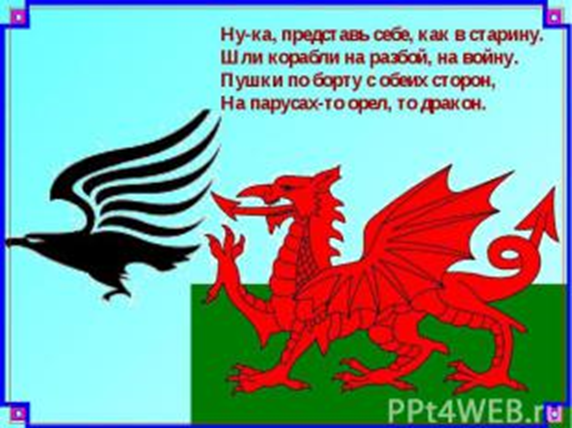 Ну-ка, представь себе, как в старину.
Шли корабли на разбой, на войну.
Пушки по борту с обеих сторон,
На парусах-то орел, то дракон.
PPt4WEB.ru